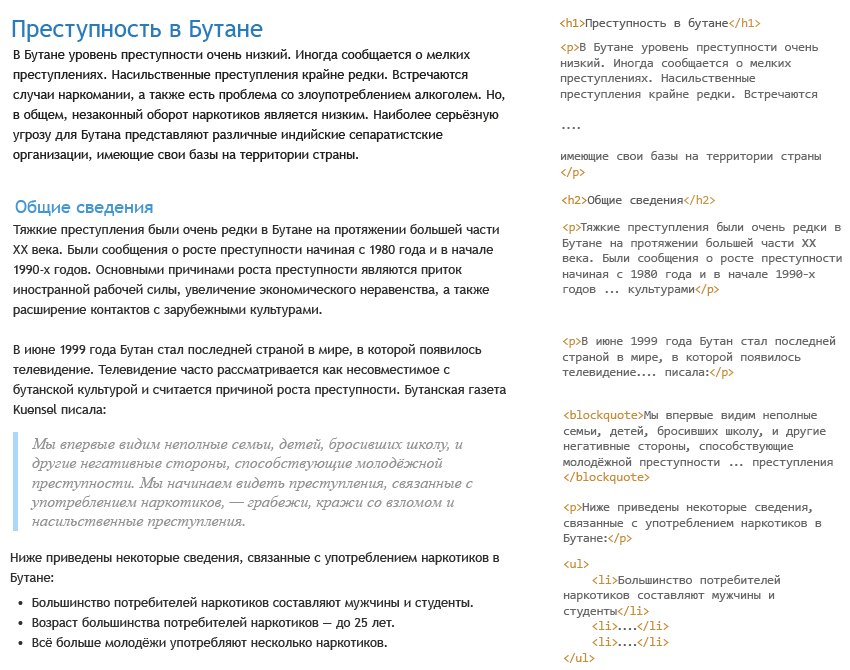 Преступность в Бутане
В Бутане уровень преступности очень низкий. Иногда сообщается о мелких
преступлениях. Насильственные преступления крайне редки. Встречаются
случаи наркомании, а также есть проблема со злоупотреблением алкоголем. Но,
в общем, незаконный оборот наркотиков является низким. Наиболее серьёзную
угрозу для Бутана представляют различные индийские сепаратистские
организации, имеющие свои базы на территории страны.
Общие сведения
Тяжкие преступления были очень редки в Бутане на протяжении большей части
XX века. Были сообщения о росте преступности начиная с 1980 года и в начале
1990-х годов. Основными причинами роста преступности являются приток
иностранной рабочей силы, увеличение экономического неравенства, а также
расширение контактов с зарубежными культурами.
В июне 1999 года Бутан стал последней страной в мире, в которой появилось
телевидение. Телевидение часто рассматривается как несовместимое с
бутанской культурой и считается причиной роста преступности. Бутанская газета
Kuensel писала:
Мы впервые видим неполные семьи, детей, бросивших школу, и
другие негативные стороны, способствующие молодёжной
преступности. Мы начинаем видеть преступления, связанные с
употреблением наркотиков, — грабежи, кражи со взломом и
насильственные преступления.
Ниже приведены некоторые сведения, связанные с употреблением наркотиков в
Бутане:
• Большинство потребителей наркотиков составляют мужчины и студенты.
• Возраст большинства потребителей наркотиков — до 25 лет.
• Всё больше молодёжи употребляют несколько наркотиков.
<h1>Преступность в бутане</h1>
<p>В Бутане уровень преступности очень
низкий. Иногда сообщается о мелких
преступлениях. Насильственные
преступления крайне редки. Встречаются
....
имеющие свои базы на территории страны
</p>
<h2>Общие сведения</h2>
<p>Тяжкие преступления были очень редки в
Бутане на протяжении большей части XX
века. Были сообщения о росте преступности
начиная с 1980 года и в начале 1990-х
годов ... культурами</p>
<p>В июне 1999 года Бутан стал последней
страной в мире, в которой появилось
телевидение.... писала:</p>
<blockquote>Мы впервые видим неполные
семьи, детей, бросивших школу, и другие
негативные стороны, способствующие
молодёжной преступности ... преступления
</blockquote>
<p>Ниже приведены некоторые сведения,
связанные с употреблением наркотиков в
Бутане:</p>
<ul>
<li>Большинство потребителей
наркотиков составляют мужчины и
студенты</li>
<li>....</li>
<li>....</li>
</ul>